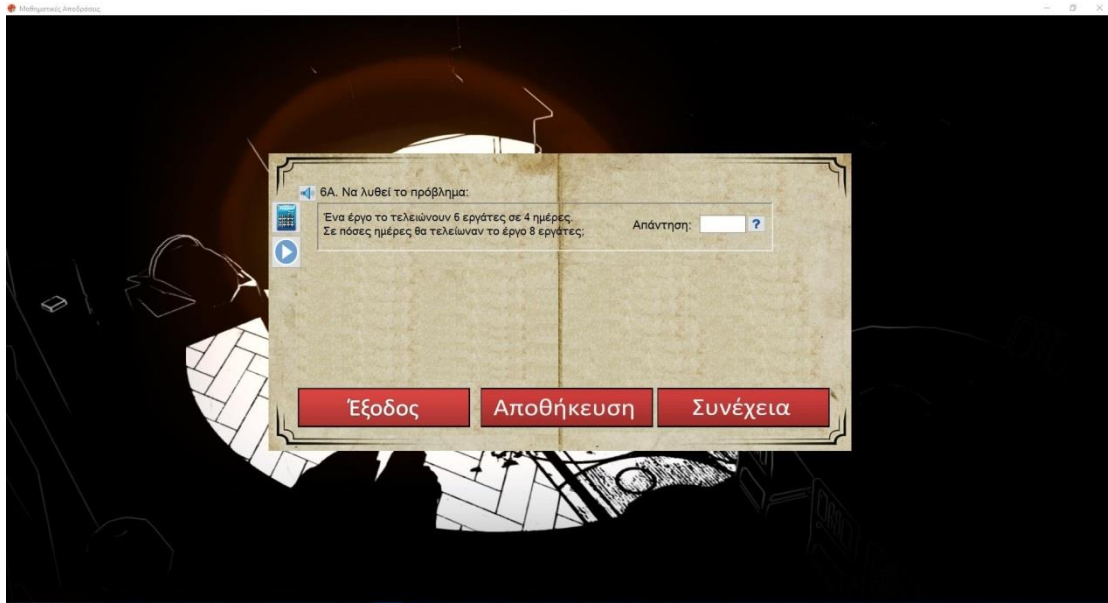 Μαθηματικές Αποδράσεις
6Α. Να λυθεί το πρόβλημα:
Ένα έργο το τελειώνουν 6 εργάτες σε 4 ημέρες.
Σε πόσες ημέρες θα τελείωναν το έργο 8 εργάτες;
Απάντηση:
?
Έξοδος
Αποθήκευση
Συνέχεια